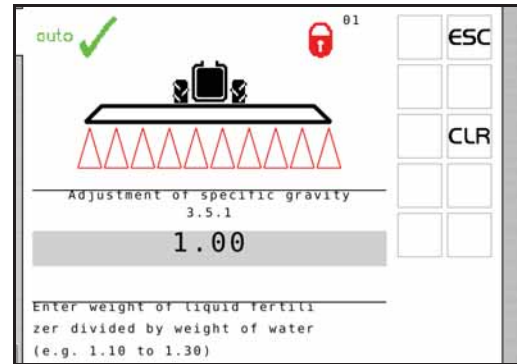 auto
01
ESC
CLR
Adjustment of specific gravity
3.5.1
1.00
Enter weight of liquid fertili
zer divided by weight of water
(e.g. 1.10 to 1.30)